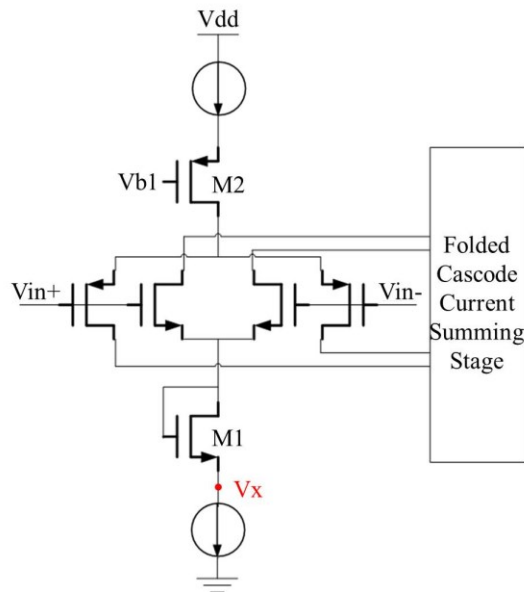 Vdd
Vb1
M2
Vin+
Vin-
Folded
Cascode
Current
Summing
Stage
M1
Vx